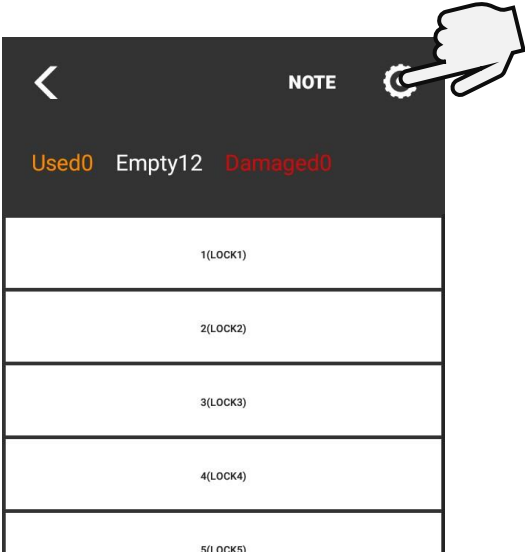 NOTE
Used0 Empty12 Damaged0
1(LOCK1)
2(LOCK2)
3(LOCK3)
4(LOCK4)
5(LOCK5)